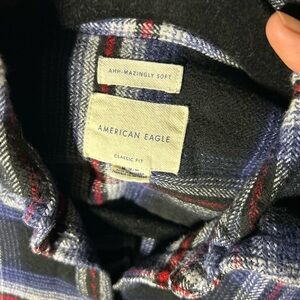 AHH-MAZINGLY SOFT
AMERICAN EAGLE
CLASSIC FIT